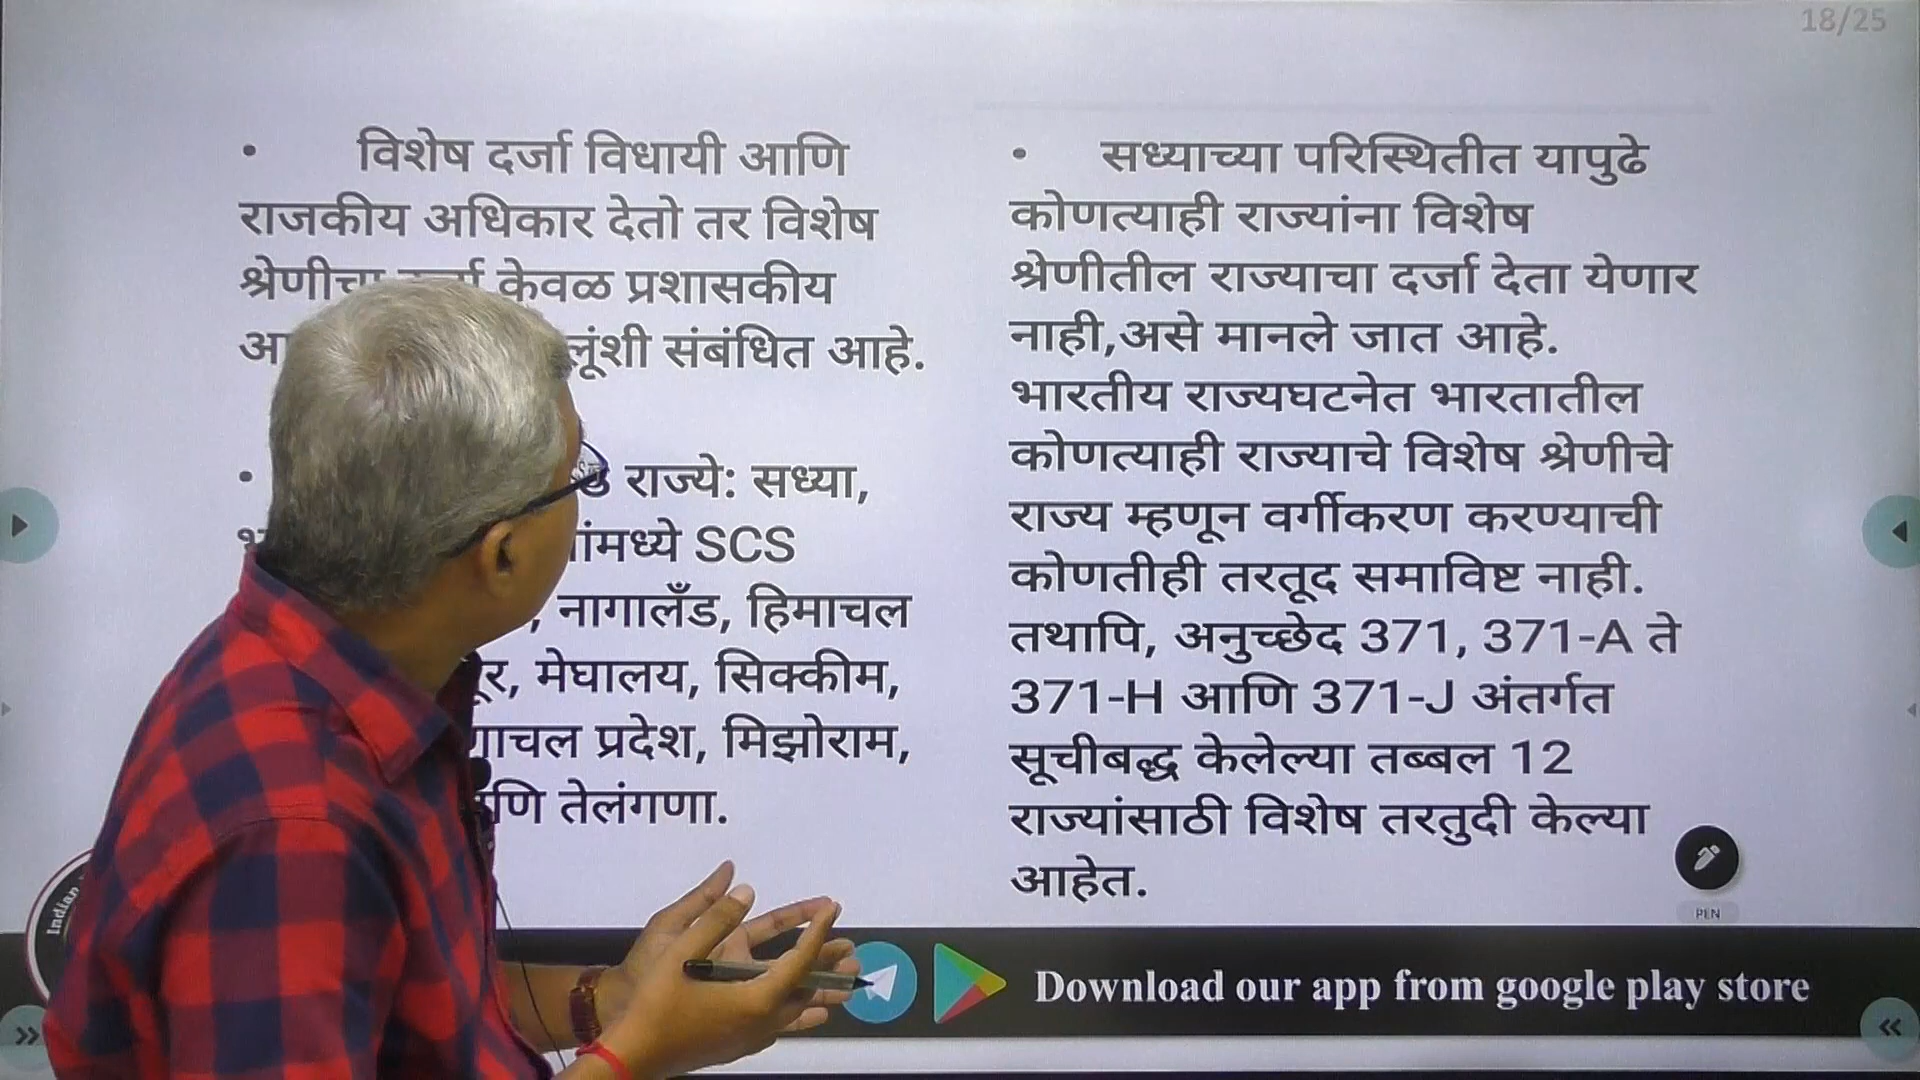 18/25
• विशेष दर्जा विधायी आणि
राजकीय अधिकार देतो तर विशेष
केवळ प्रशासकीय
संबंधित आहे.
• राज्ये: सध्या,
SCS
नागालँड, हिमाचल
मेघालय, सिक्कीम,
प्रदेश, मिझोराम,
तेलंगणा.
• सध्याच्या परिस्थितीत यापुढे
कोणत्याही राज्यांना विशेष
श्रेणीतील राज्याचा दर्जा देता येणार
नाही,असे मानले जात आहे.
भारतीय राज्यघटनेत भारतातील
कोणत्याही राज्याचे विशेष श्रेणीचे
राज्य म्हणून वर्गीकरण करण्याची
कोणतीही तरतूद समाविष्ट नाही.
तथापि, अनुच्छेद 371, 371-A ते
371-H आणि 371-J अंतर्गत
सूचीबद्ध केलेल्या तब्बल 12
राज्यांसाठी विशेष तरतुदी केल्या
आहेत.
PEN
Indian
Download our app from google play store